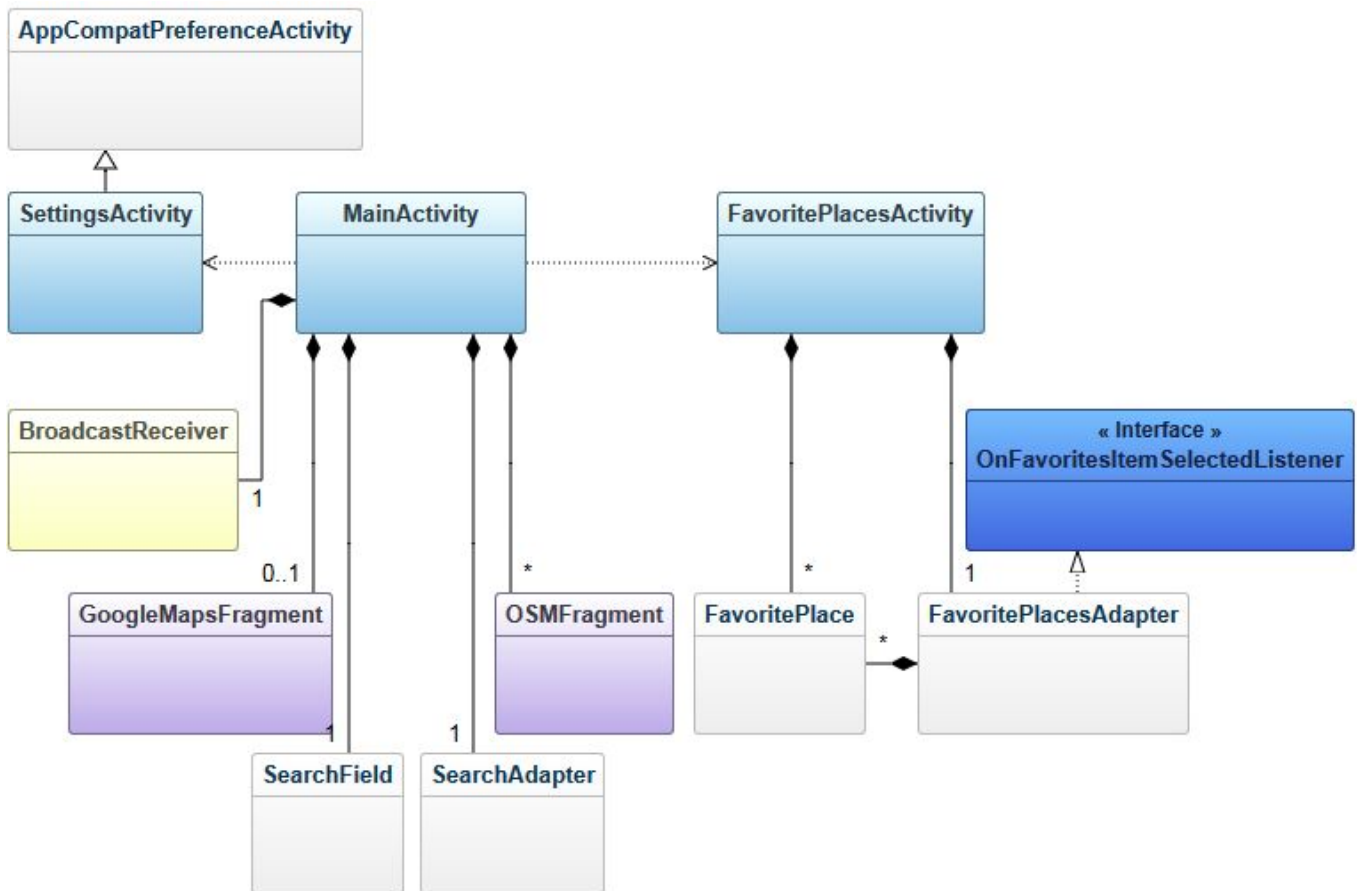 AppCompatPreferenceActivity
SettingsActivity
MainActivity
FavoritePlacesActivity
BroadcastReceiver
1
« Interface »
OnFavoritesItemSelectedListener
0..1
*
*
1
GoogleMapsFragment
OSMFragment
FavoritePlace
FavoritePlacesAdapter
*
1
1
SearchField
SearchAdapter